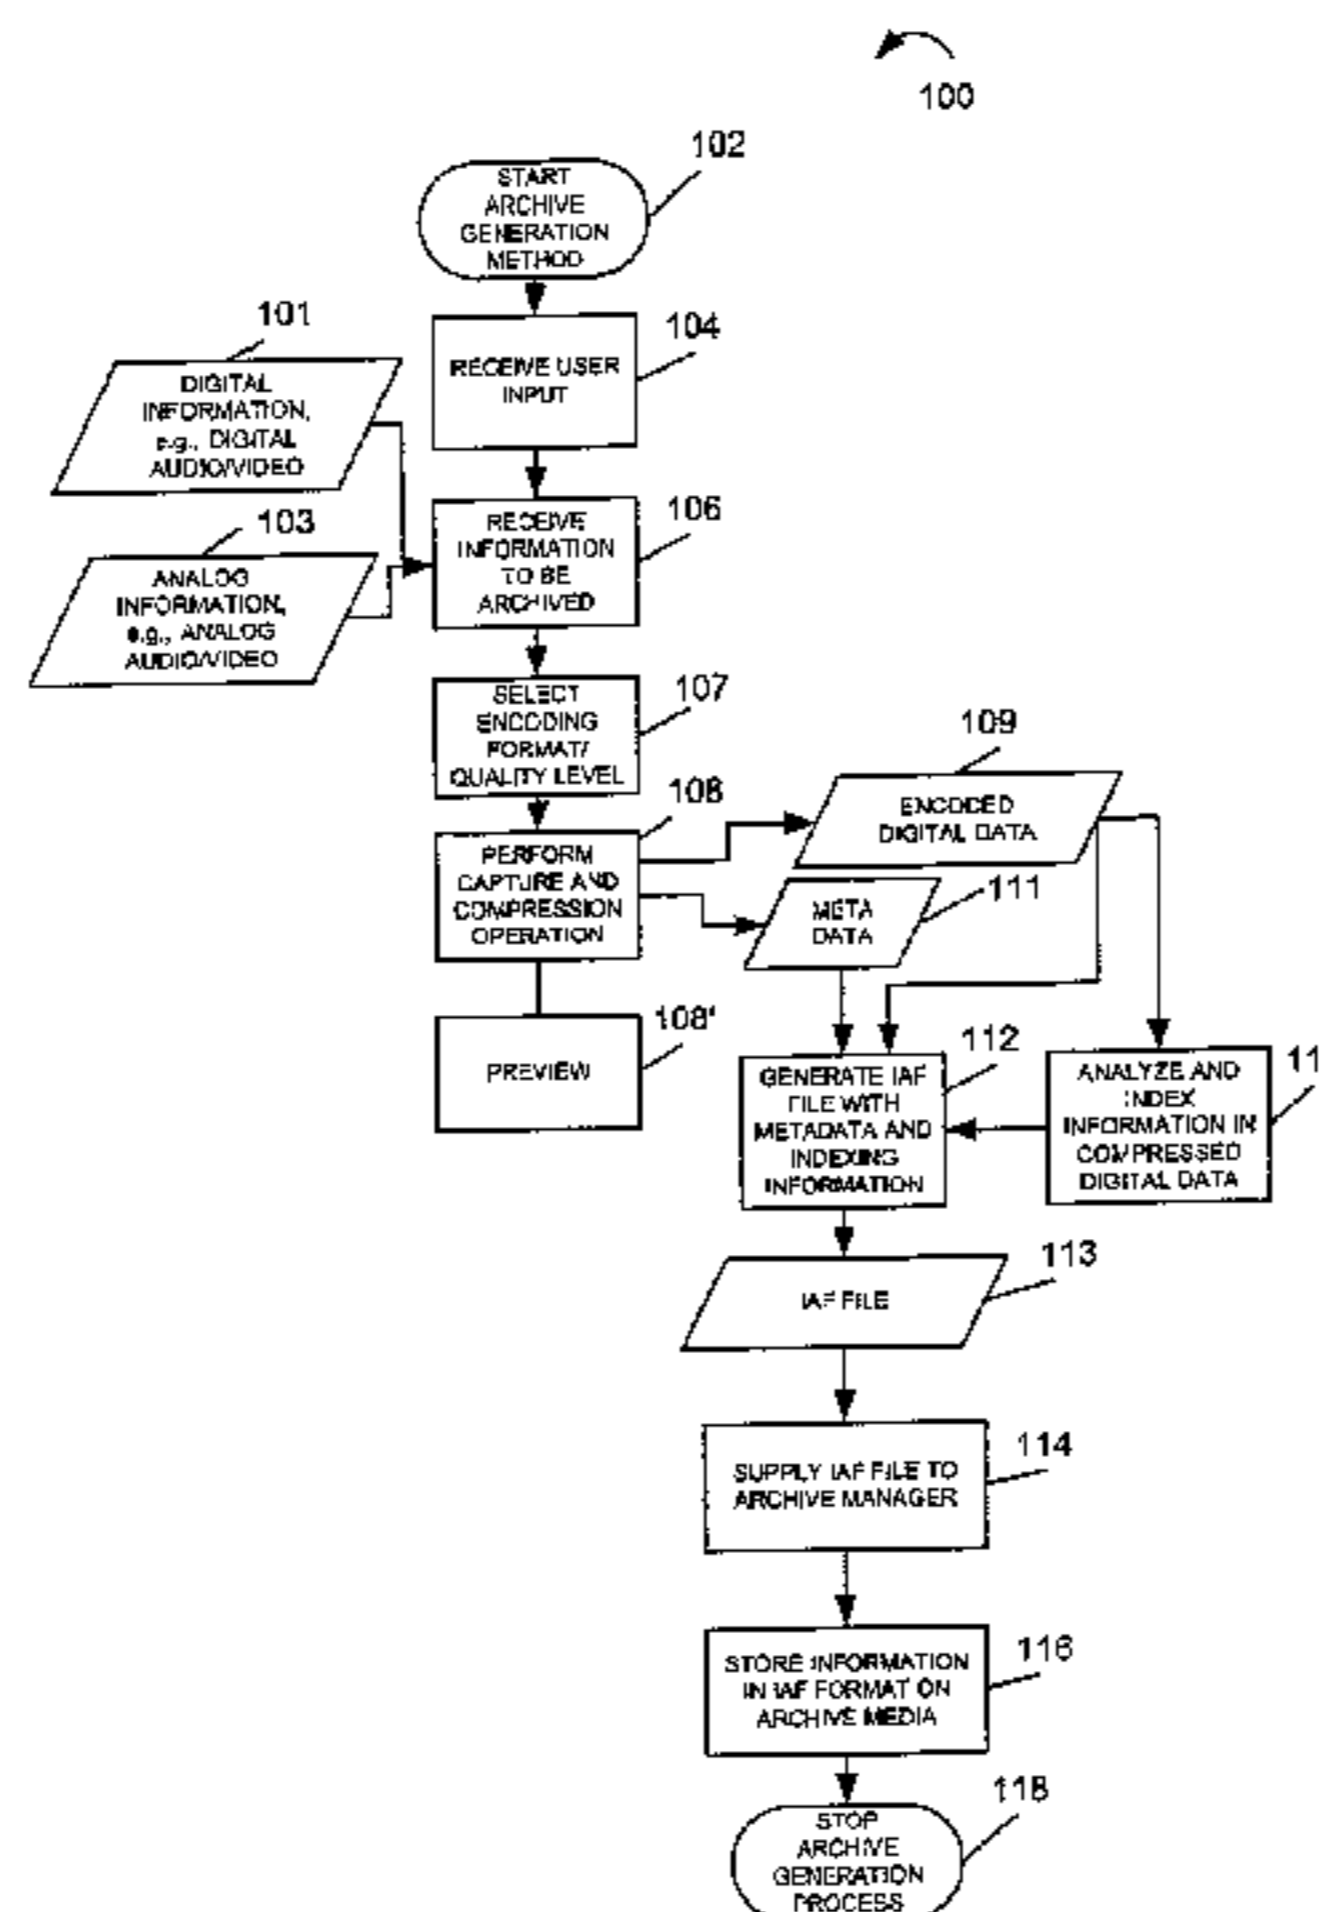 100
102
START
ARCHIVE
GENERATION
METHOD
101
104
RECEIVE USER
INPUT
DIGITAL
INFORMATION,
e.g., DIGITAL
AUDIO/VIDEO
103
106
RECEIVE
INFORMATION
TO BE
ARCHIVED
ANALOG
INFORMATION,
e.g., ANALOG
AUDIO/VIDEO
107
SELECT
ENCODING
FORMAT/
QUALITY LEVEL
109
108
ENCODED
DIGITAL DATA
PERFORM
CAPTURE AND
COMPRESSION
OPERATION
111
META
DATA
108'
PREVIEW
112
GENERATE IAF
FILE WITH
METADATA AND
INDEXING
INFORMATION
11
ANALYZE AND
INDEX
INFORMATION IN
COMPRESSED
DIGITAL DATA
113
IAF FILE
114
SUPPLY IAF FILE TO
ARCHIVE MANAGER
116
STORE INFORMATION
IN IAF FORMAT ON
ARCHIVE MEDIA
118
STOP
ARCHIVE
GENERATION
PROCESS